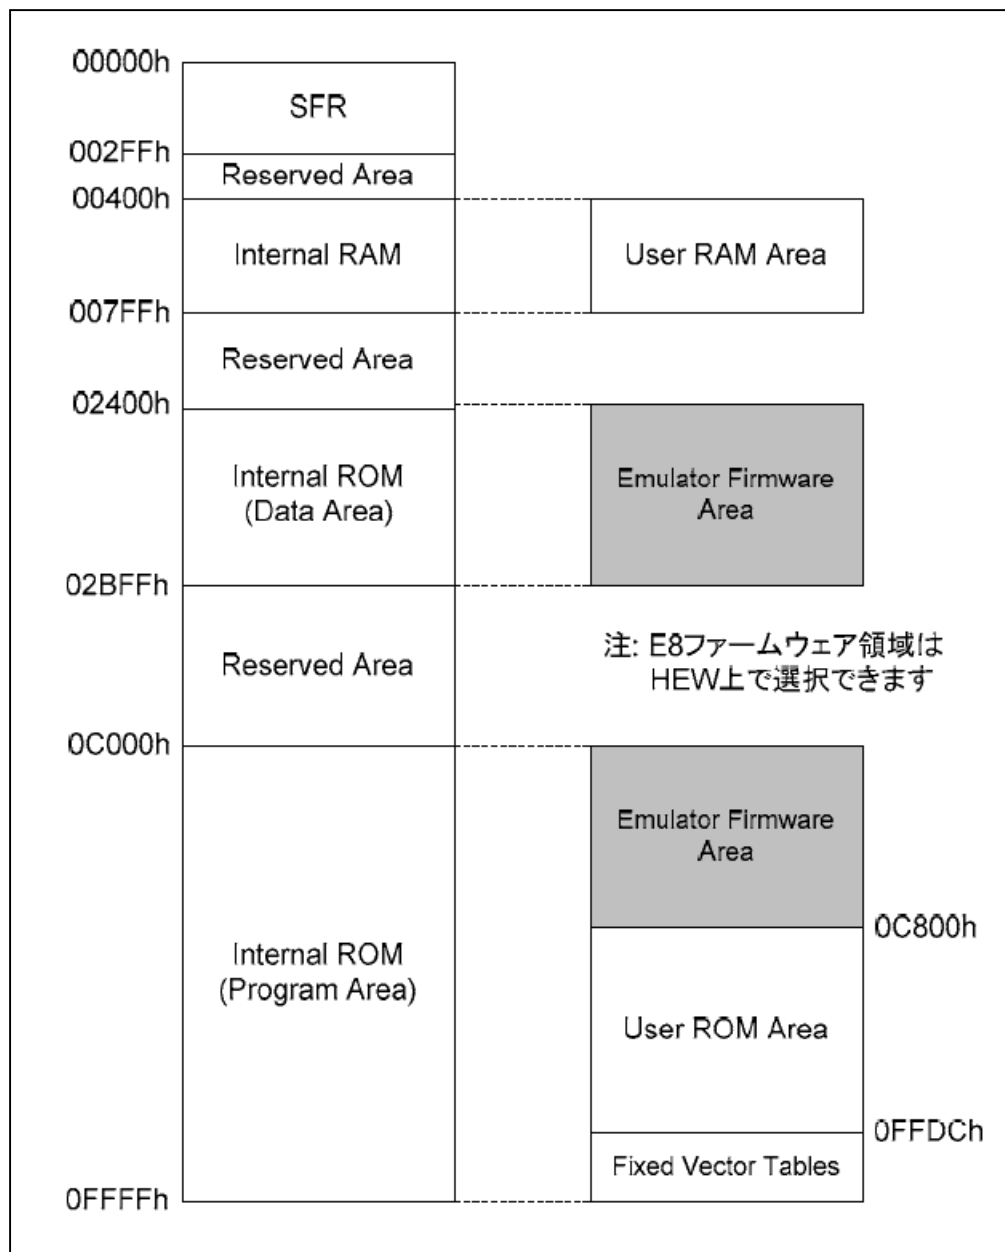 00000h
SFR
002FFh
Reserved Area
00400h
Internal RAM
User RAM Area
007FFh
Reserved Area
02400h
Internal ROM
(Data Area)
Emulator Firmware
Area
02BFFh
Reserved Area
注: E8ファームウェア領域は
HEW上で選択できます
0C000h
Emulator Firmware
Area
0C800h
Internal ROM
(Program Area)
User ROM Area
0FFDCh
Fixed Vector Tables
0FFFFh